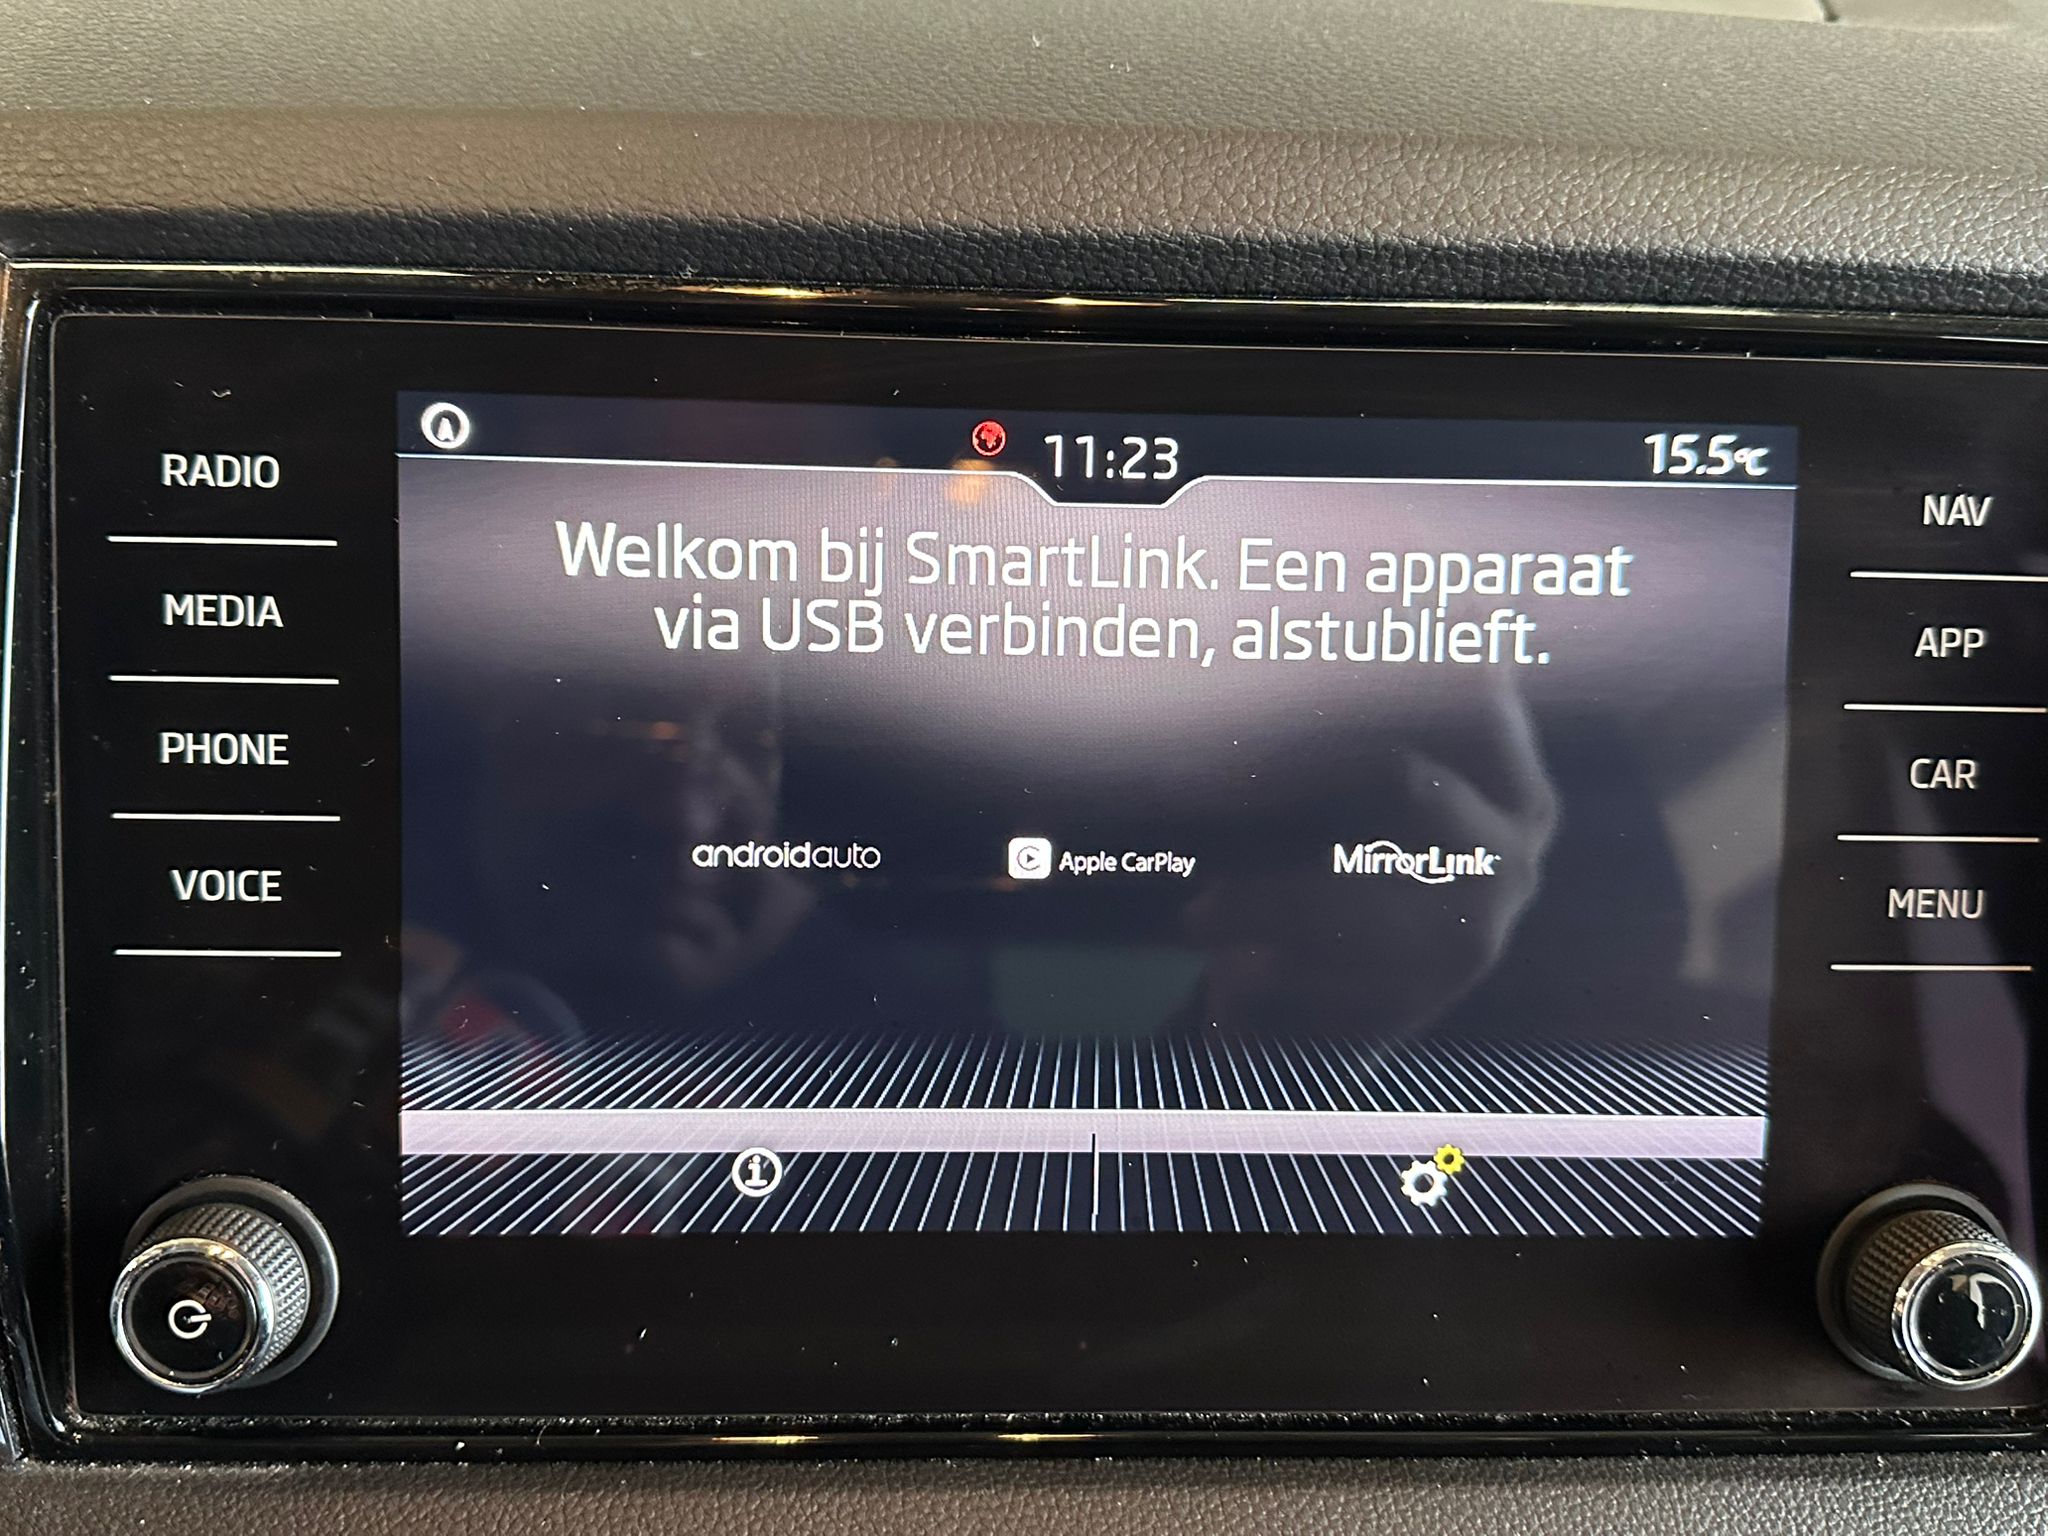 11:23
15.5°C
RADIO
MEDIA
PHONE
VOICE
Welkom bij SmartLink. Een apparaat
via USB verbinden, alstublieft.
androidauto
Apple CarPlay
MirrorLink™
NAV
APP
CAR
MENU